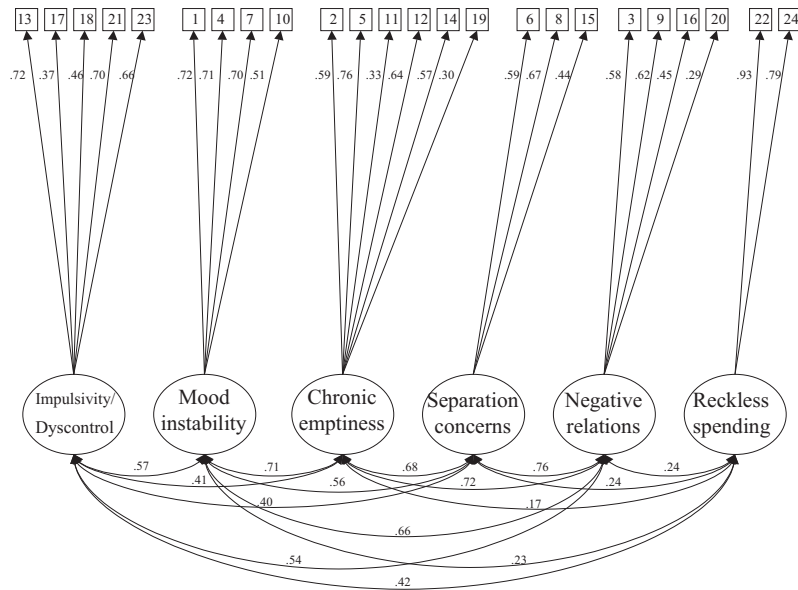 13 17 18 21 23 1 4 7 10 2 5 11 12 14 19 6 8 15 3 9 16 20 22 24
.72 .37 .46 .70 .66 .72 .71 .70 .51 .59 .76 .33 .64 .57 .30 .59 .67 .44 .58 .62 .45 .29 .93 .79
Impulsivity/
Dyscontrol
Mood
instability
Chronic
emptiness
Separation
concerns
Negative
relations
Reckless
spending
.57 .71 .68 .76 .24
.41 .56 .72 .24
.40 .17
.66
.54 .23
.42